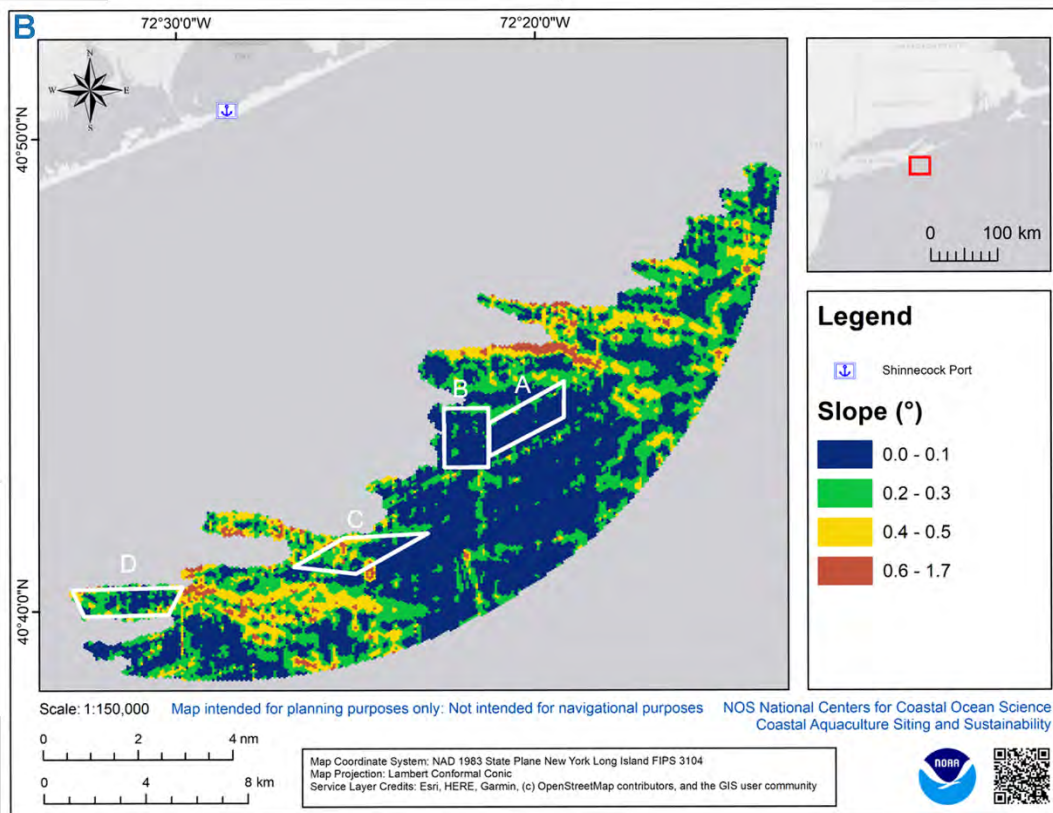 B
72°30'0"W
72°20'0"W
N
W E
S
40°50'0"N
40°40'0"N
A
B
C
D
0 100 km
Legend
Shinnecock Port
Slope (°)
0.0 - 0.1
0.2 - 0.3
0.4 - 0.5
0.6 - 1.7
Scale: 1:150,000
Map intended for planning purposes only: Not intended for navigational purposes
NOS National Centers for Coastal Ocean Science
Coastal Aquaculture Siting and Sustainability
0 2 4 nm
0 4 8 km
Map Coordinate System: NAD 1983 State Plane New York Long Island FIPS 3104
Map Projection: Lambert Conformal Conic
Service Layer Credits: Esri, HERE, Garmin, (c) OpenStreetMap contributors, and the GIS user community
NOAA